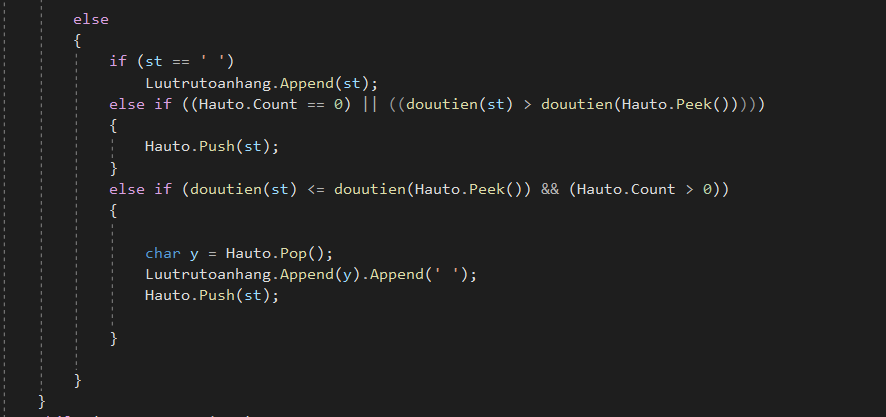 else
{
if (st == ' ')
Luutrutoanhang.Append(st);
else if ((Hauto.Count == 0) || ((douutien(st) > douutien(Hauto.Peek()))))
{
Hauto.Push(st);
}
else if (douutien(st) <= douutien(Hauto.Peek()) && (Hauto.Count > 0))
{
char y = Hauto.Pop();
Luutrutoanhang.Append(y).Append(' ');
Hauto.Push(st);
}
}
}